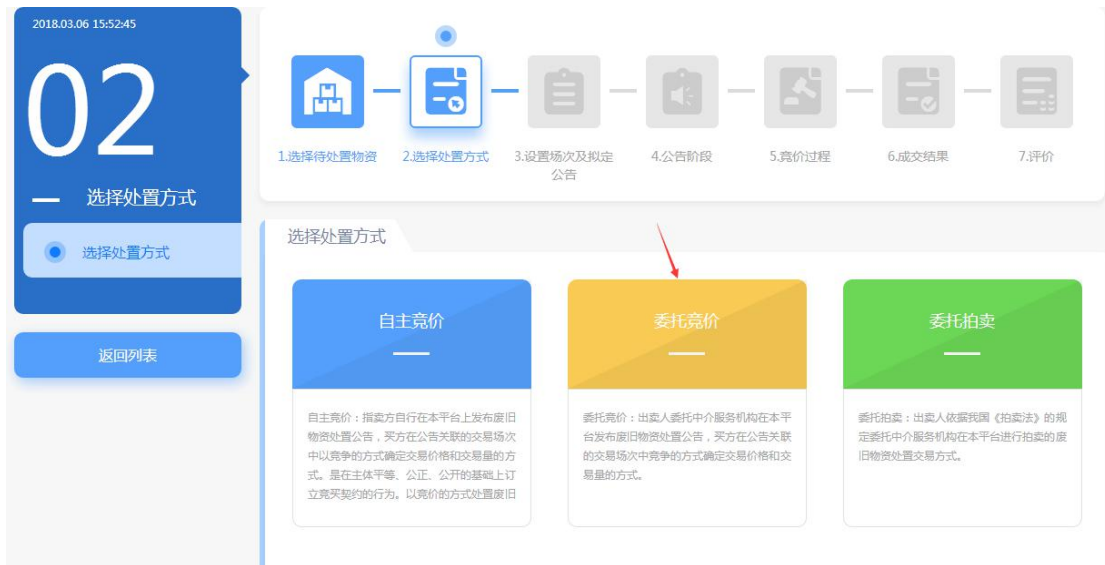 2018.03.06 15:52:45
02
选择处置方式
选择处置方式
返回列表
1.选择待处置物资
2.选择处置方式
3.设置场次及拟定
公告
4.公告阶段
5.竞价过程
6.成交结果
7.评价
选择处置方式
自主竞价
自主竞价：指卖方自行在本平台上发布废旧
物资处置公告，买方在公告关联的交易场次
中以竞争的方式确定交易价格和交易量的方
式。是在主体平等、公正、公开的基础上订
立竞买契约的行为。以竞价的方式处置废旧
委托竞价
委托竞价：出卖人委托中介服务机构在本平
台发布废旧物资处置公告，买方在公告关联
的交易场次中竞争的方式确定交易价格和交
易量的方式。
委托拍卖
委托拍卖：出卖人依据我国《拍卖法》的规
定委托中介服务机构在本平台进行拍卖的废
旧物资处置交易方式。